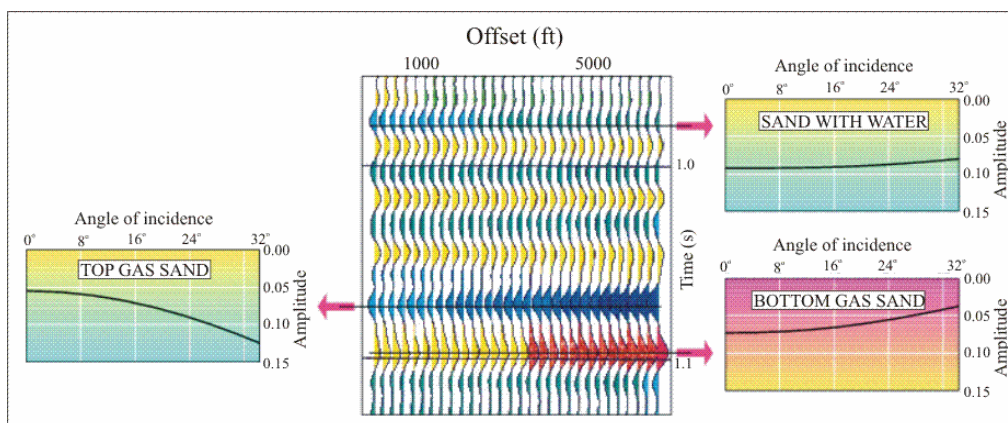 Offset (ft)
1000 5000
Time (s)
1.0
1.1
Angle of incidence
0° 8° 16° 24° 32°
TOP GAS SAND
0.00
0.05
0.10
0.15
Amplitude
Angle of incidence
0° 8° 16° 24° 32°
SAND WITH WATER
0.00
0.05
0.10
0.15
Amplitude
Angle of incidence
0° 8° 16° 24° 32°
BOTTOM GAS SAND
0.00
0.05
0.10
0.15
Amplitude